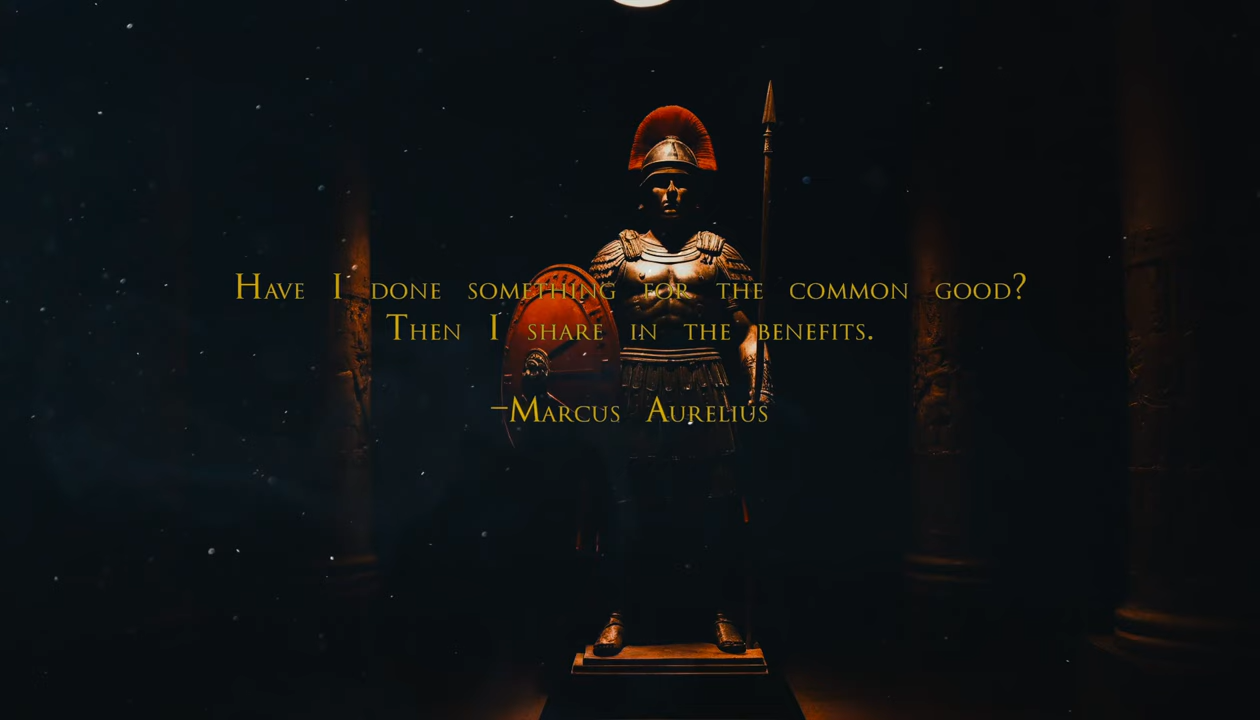 Have I done something for the common good?
Then I share in the benefits.
–Marcus Aurelius